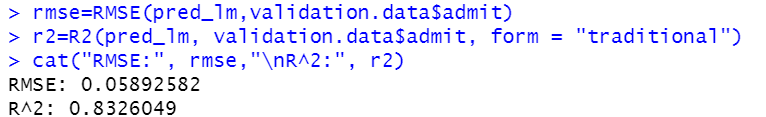 > rmse=RMSE(pred_lm,validation.data$admit)
> r2=R2(pred_lm, validation.data$admit, form = "traditional")
> cat("RMSE:", rmse,"\nR^2:", r2)
RMSE: 0.05892582
R^2: 0.8326049